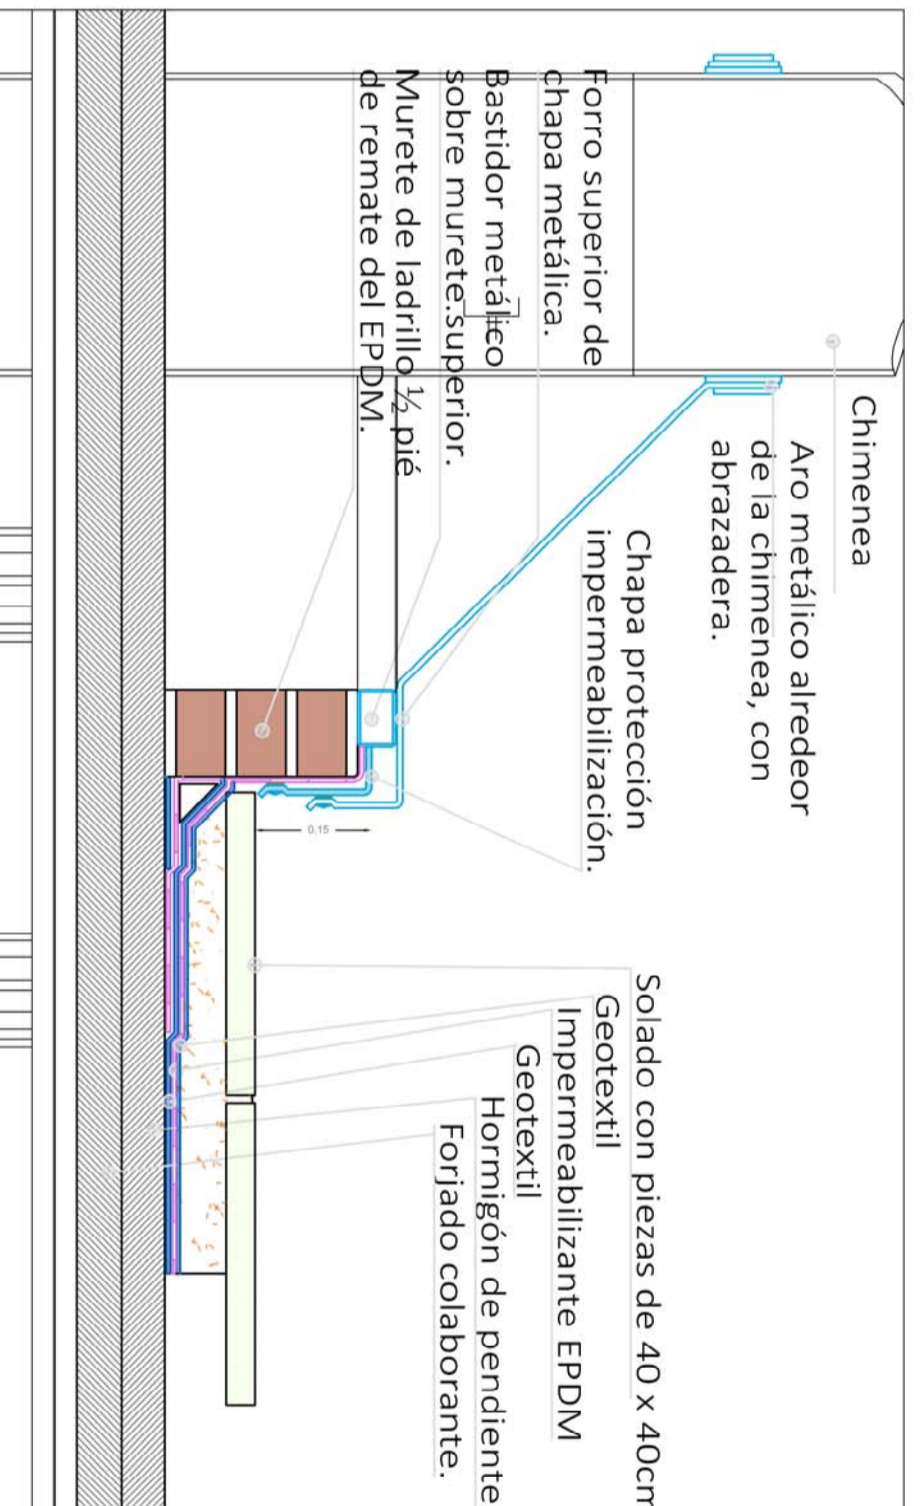 Chimenea
Aro metálico alrededor
de la chimenea, con
abrazadera.
Forro superior de
chapa metálica.
Bastidor metálico
sobre murete.superior.
Murete de ladrillo ½ pié
de remate del EPDM.
Chapa protección
impermeabilización.
0,15
Solado con piezas de 40 x 40cm
Geotextil
Impermeabilizante EPDM
Geotextil
Hormigón de pendiente
Forjado colaborante.